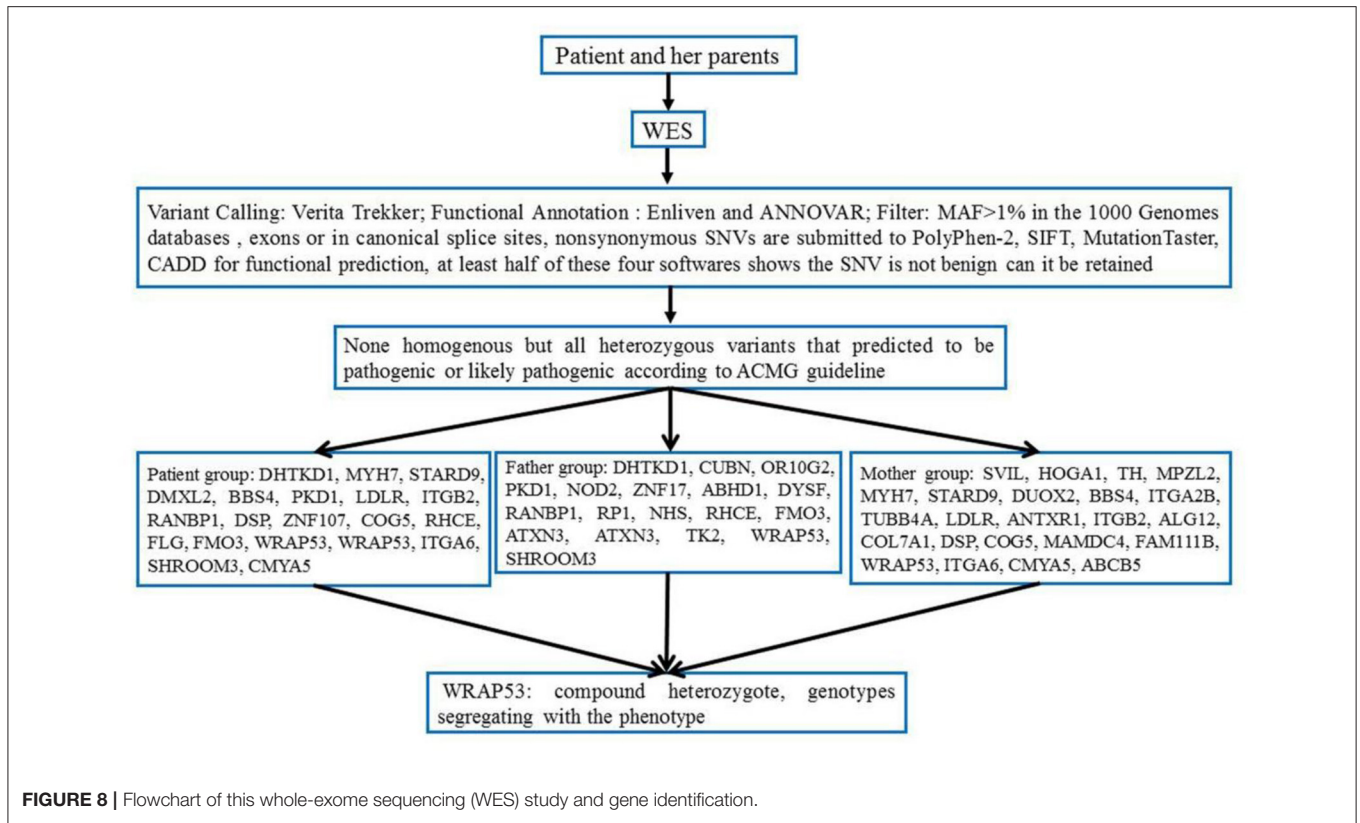 Patient and her parents
WES
Variant Calling: Verita Trekker; Functional Annotation : Enliven and ANNOVAR; Filter: MAF>1% in the 1000 Genomes
databases , exons or in canonical splice sites, nonsynonymous SNVs are submitted to PolyPhen-2, SIFT, MutationTaster,
CADD for functional prediction, at least half of these four softwares shows the SNV is not benign can it be retained
None homogenous but all heterozygous variants that predicted to be
pathogenic or likely pathogenic according to ACMG guideline
Patient group: DHTKD1, MYH7, STARD9,
DMXL2, BBS4, PKD1, LDLR, ITGB2,
RANBP1, DSP, ZNF107, COG5, RHCE,
FLG, FMO3, WRAP53, WRAP53, ITGA6,
SHROOM3, CMYA5
Father group: DHTKD1, CUBN, OR10G2,
PKD1, NOD2, ZNF17, ABHD1, DYSF,
RANBP1, RP1, NHS, RHCE, FMO3,
ATXN3, ATXN3, TK2, WRAP53,
SHROOM3
Mother group: SVIL, HOGA1, TH, MPZL2,
MYH7, STARD9, DUOX2, BBS4, ITGA2B,
TUBB4A, LDLR, ANTXR1, ITGB2, ALG12,
COL7A1, DSP, COG5, MAMDC4, FAM111B,
WRAP53, ITGA6, CMYA5, ABCB5
WRAP53: compound heterozygote, genotypes
segregating with the phenotype
FIGURE 8 | Flowchart of this whole-exome sequencing (WES) study and gene identification.